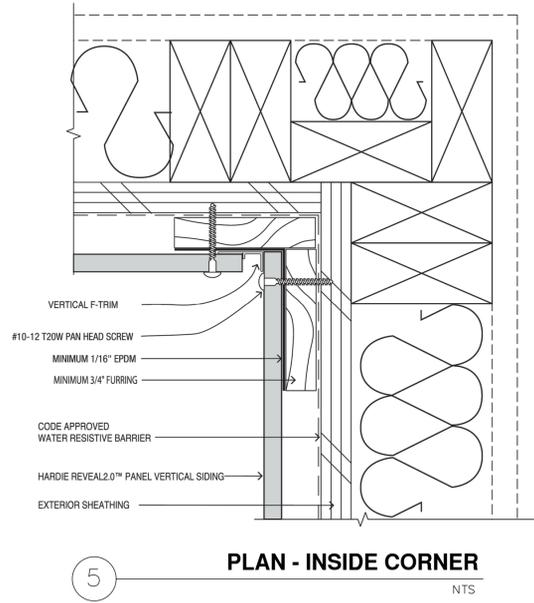 VERTICAL F-TRIM
#10-12 T20W PAN HEAD SCREW
MINIMUM 1/16" EPDM
MINIMUM 3/4" FURRING
CODE APPROVED
WATER RESISTIVE BARRIER
HARDIE REVEAL2.0™ PANEL VERTICAL SIDING
EXTERIOR SHEATHING
5
PLAN - INSIDE CORNER
NTS